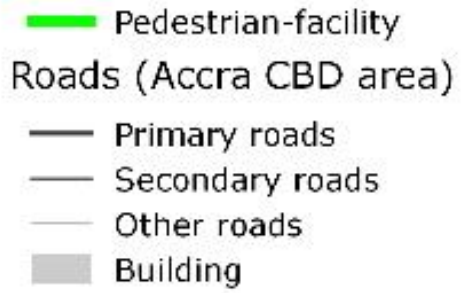 Pedestrian-facility
Roads (Accra CBD area)
Primary roads
Secondary roads
Other roads
Building